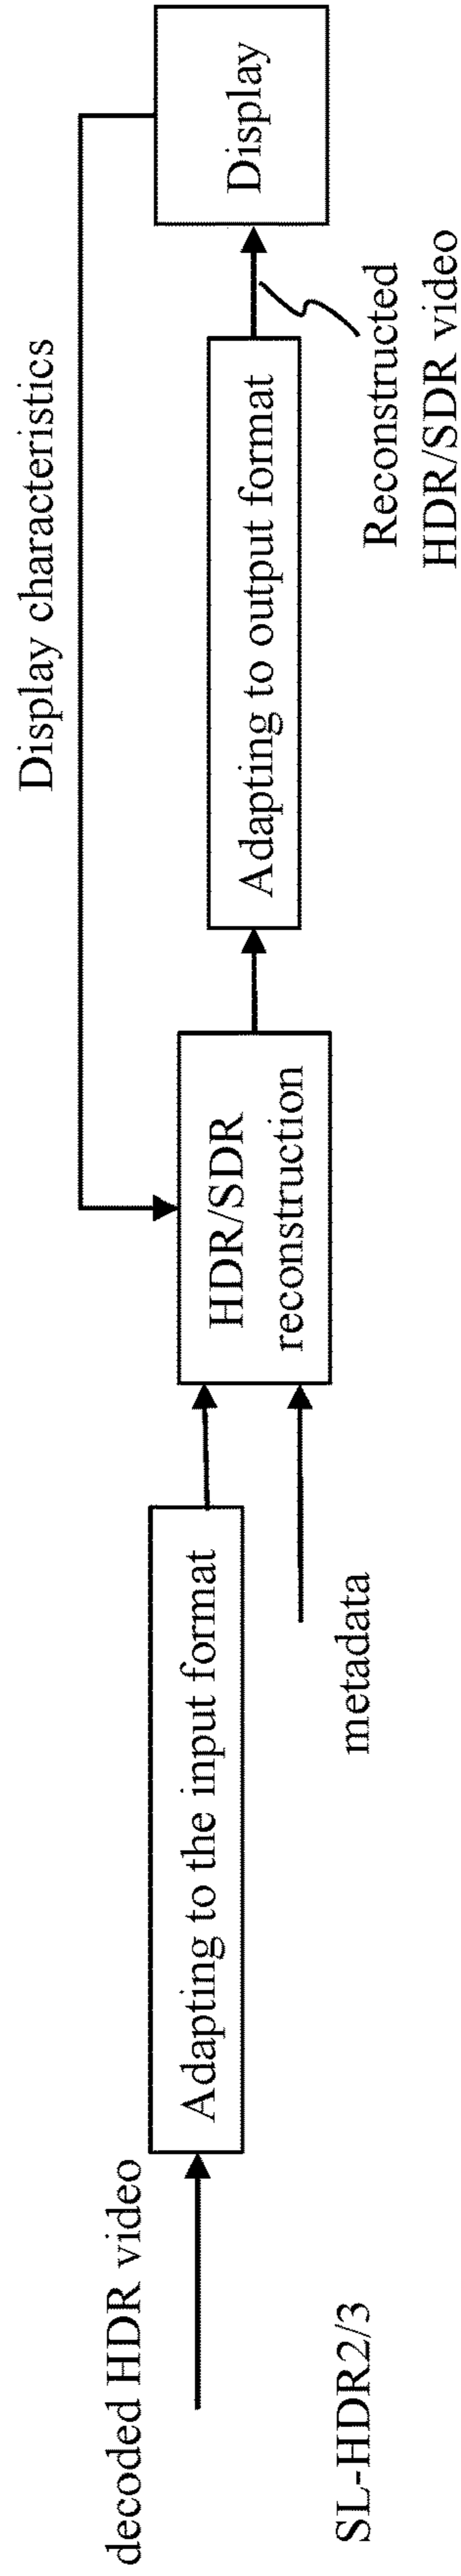 Display characteristics
decoded HDR video
Adapting to the input format
HDR/SDR
reconstruction
Adapting to output format
Display
metadata
Reconstructed
HDR/SDR video
SL-HDR2/3